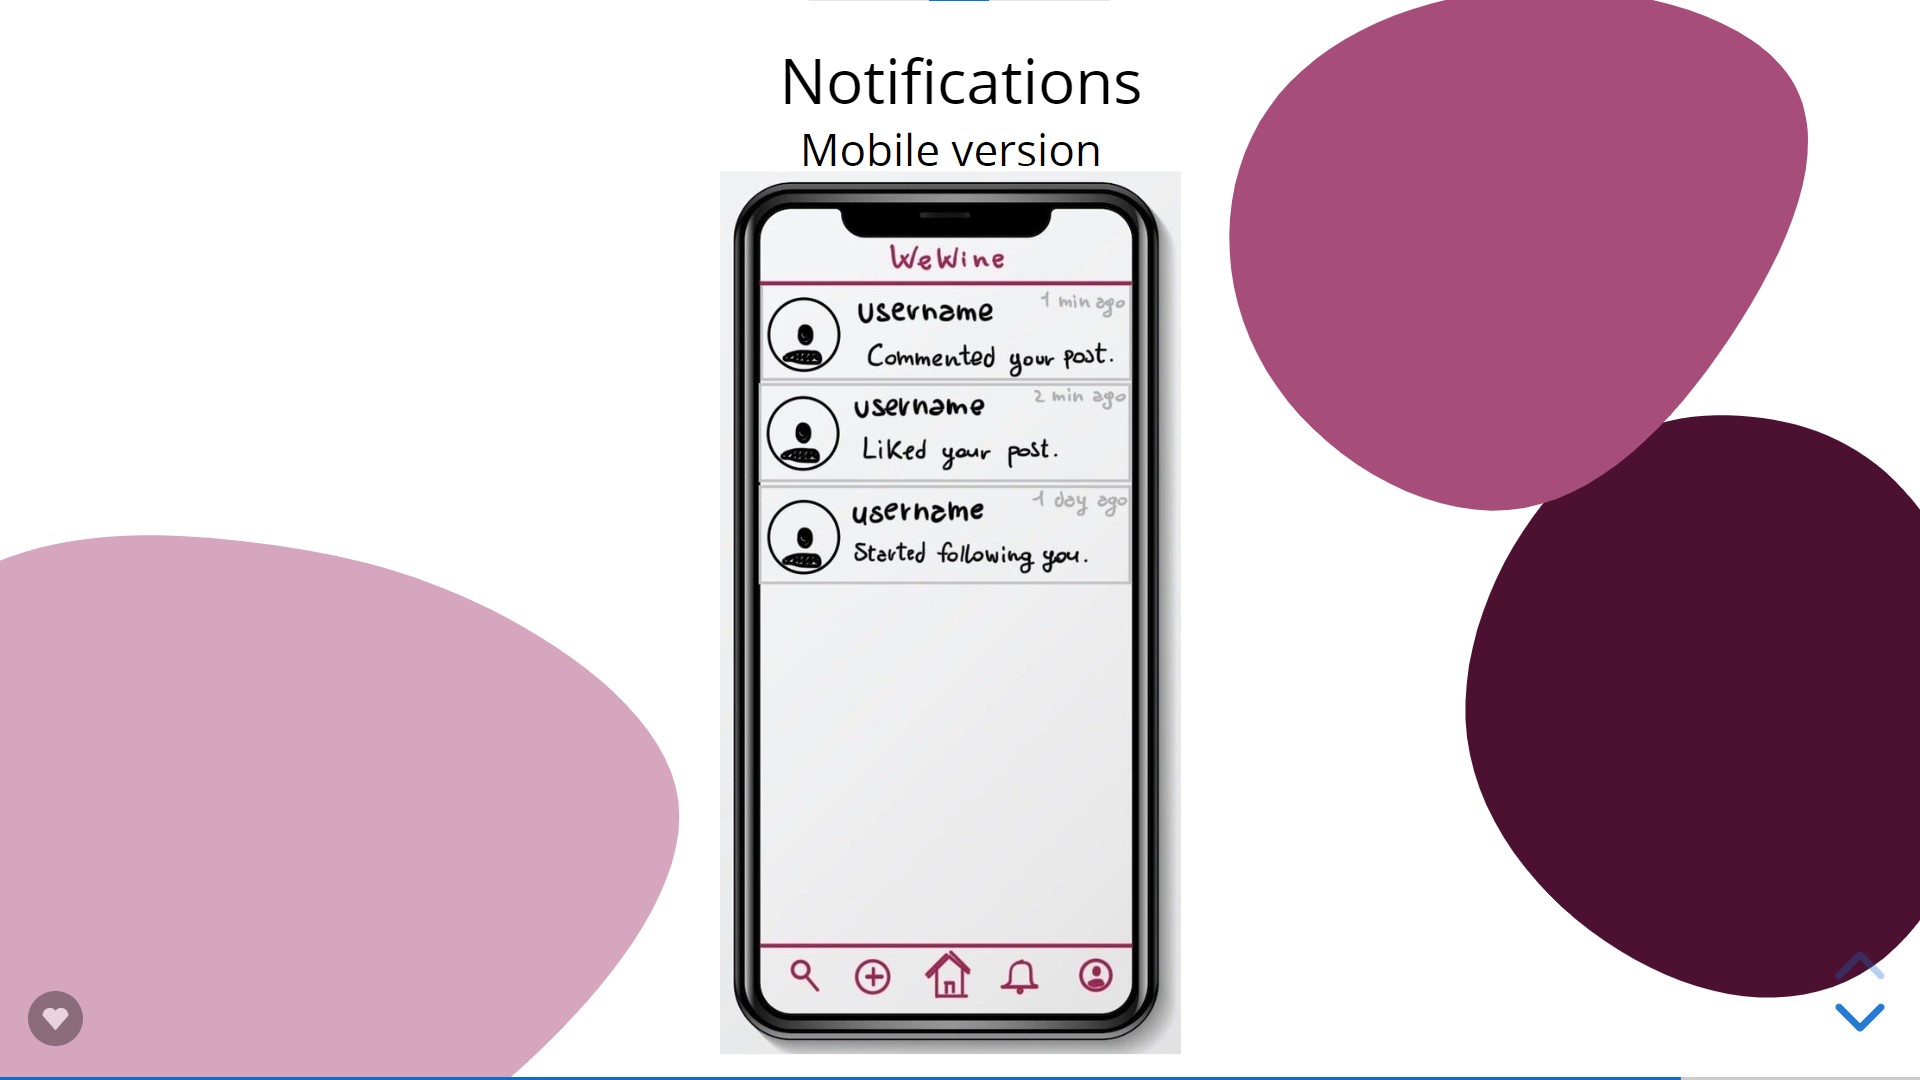 Notifications
Mobile version
WeWine
username 1 min ago
Commented your post.
username 2 min ago
Liked your post.
username 1 day ago
Started following you.